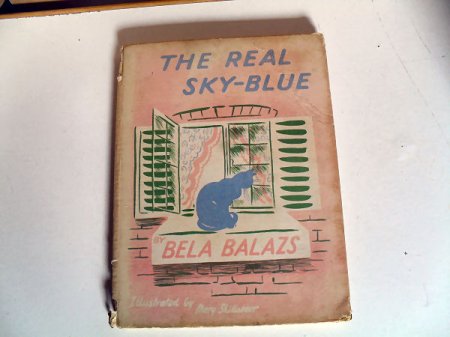 THE REAL
SKY-BLUE
BY
BELA BALAZS
Illustrated by